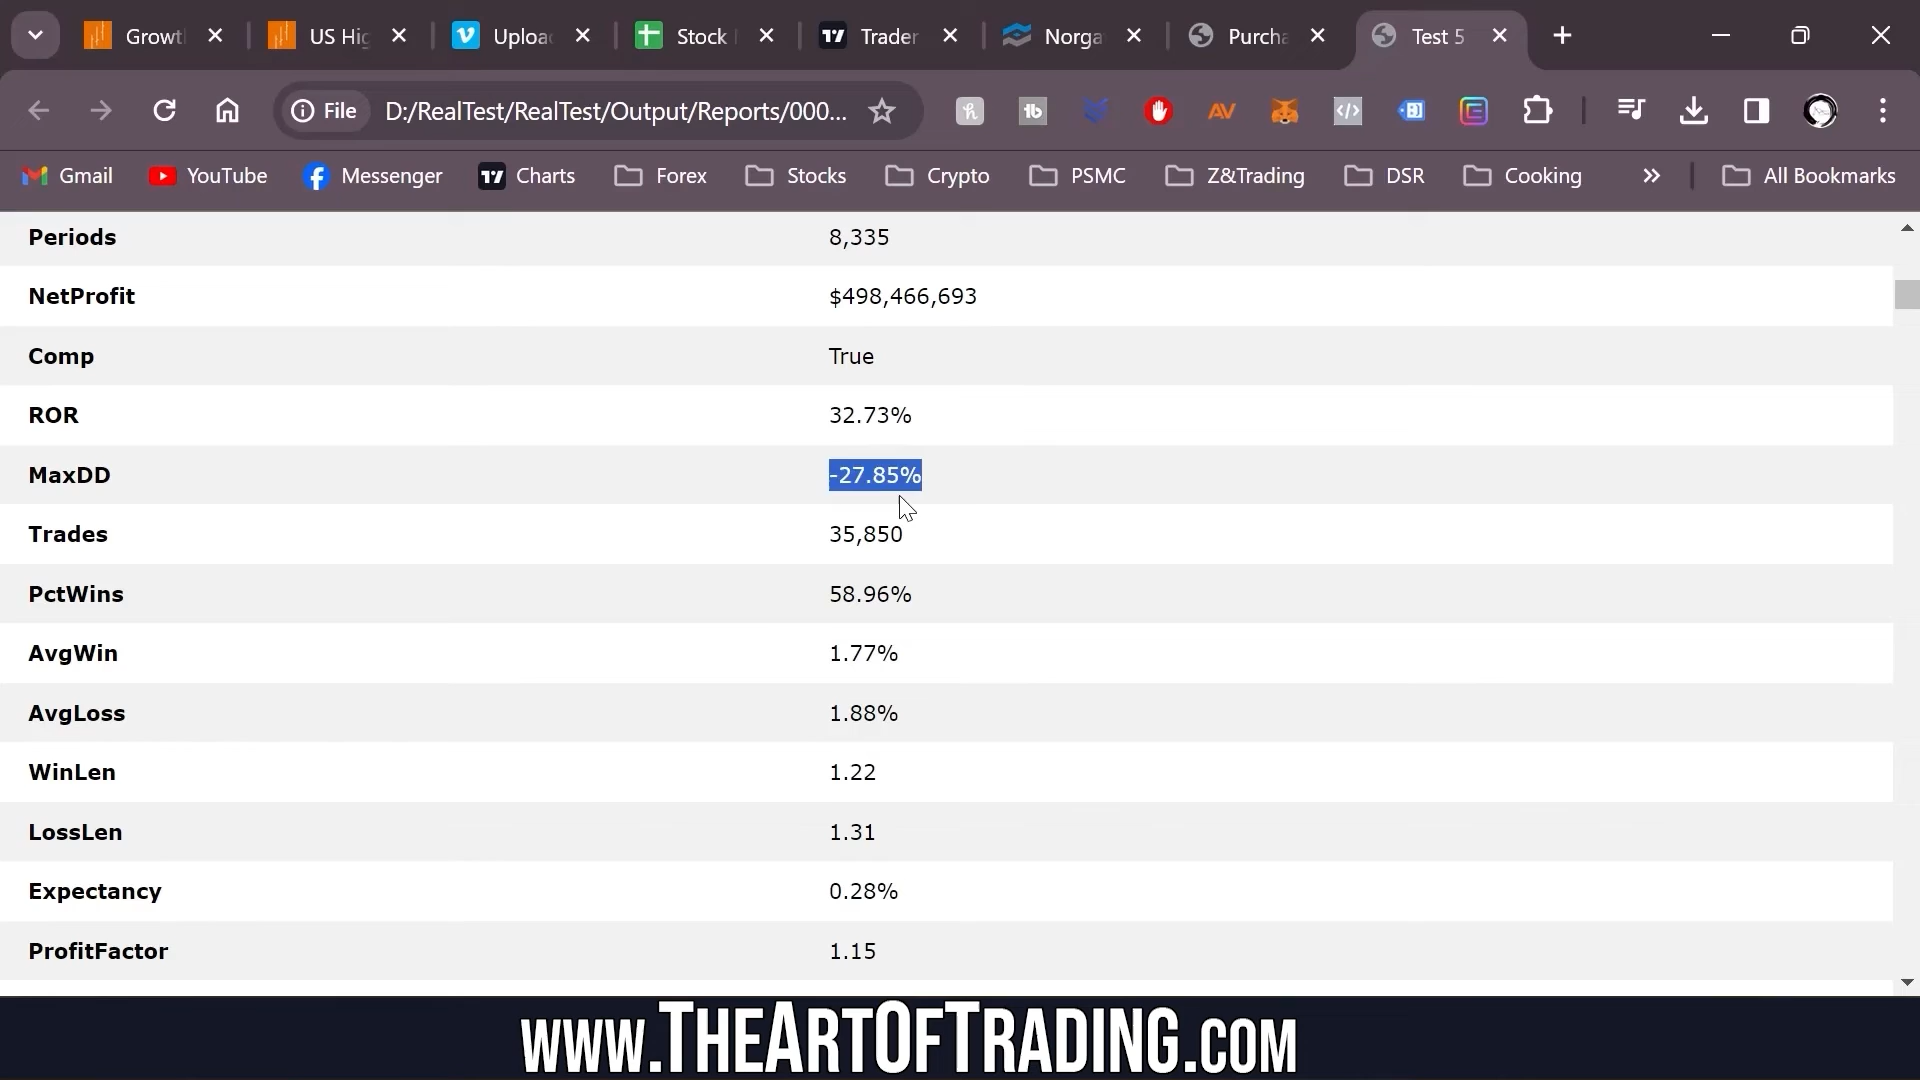 Growt
US Hig
Uploa
Stock
Trader
Norga
Purcha
Test 5
File
D:/RealTest/RealTest/Output/Reports/000...
Gmail
YouTube
Messenger
Charts
Forex
Stocks
Crypto
PSMC
Z&Trading
DSR
Cooking
All Bookmarks
Periods 8,335
NetProfit $498,466,693
Comp True
ROR 32.73%
MaxDD -27.85%
Trades 35,850
PctWins 58.96%
AvgWin 1.77%
AvgLoss 1.88%
WinLen 1.22
LossLen 1.31
Expectancy 0.28%
ProfitFactor 1.15
www.TheArtOfTrading.com